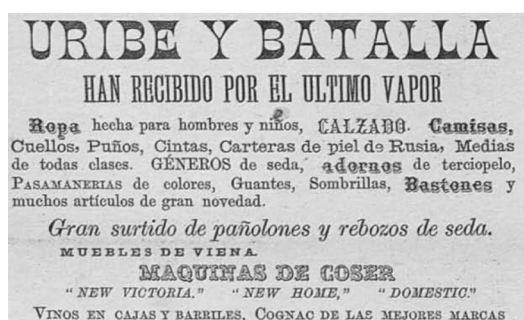 URIBE Y BATALLA
HAN RECIBIDO POR EL ULTIMO VAPOR
Ropa hecha para hombres y niños, CALZADO. Camisas,
Cuellos, Puños, Cintas, Carteras de piel de Rusia, Medias
de todas clases. GÉNEROS de seda, adornos de terciopelo,
PASAMANERIAS de colores, Guantes, Sombrillas, Bastones y
muchos artículos de gran novedad.
Gran surtido de pañolones y rebozos de seda.
MUEBLES DE VIENA.
MAQUINAS DE COSER
"NEW VICTORIA." "NEW HOME," "DOMESTIC."
VINOS EN CAJAS Y BARRILES, COGNAC DE LAS MEJORES MARCAS